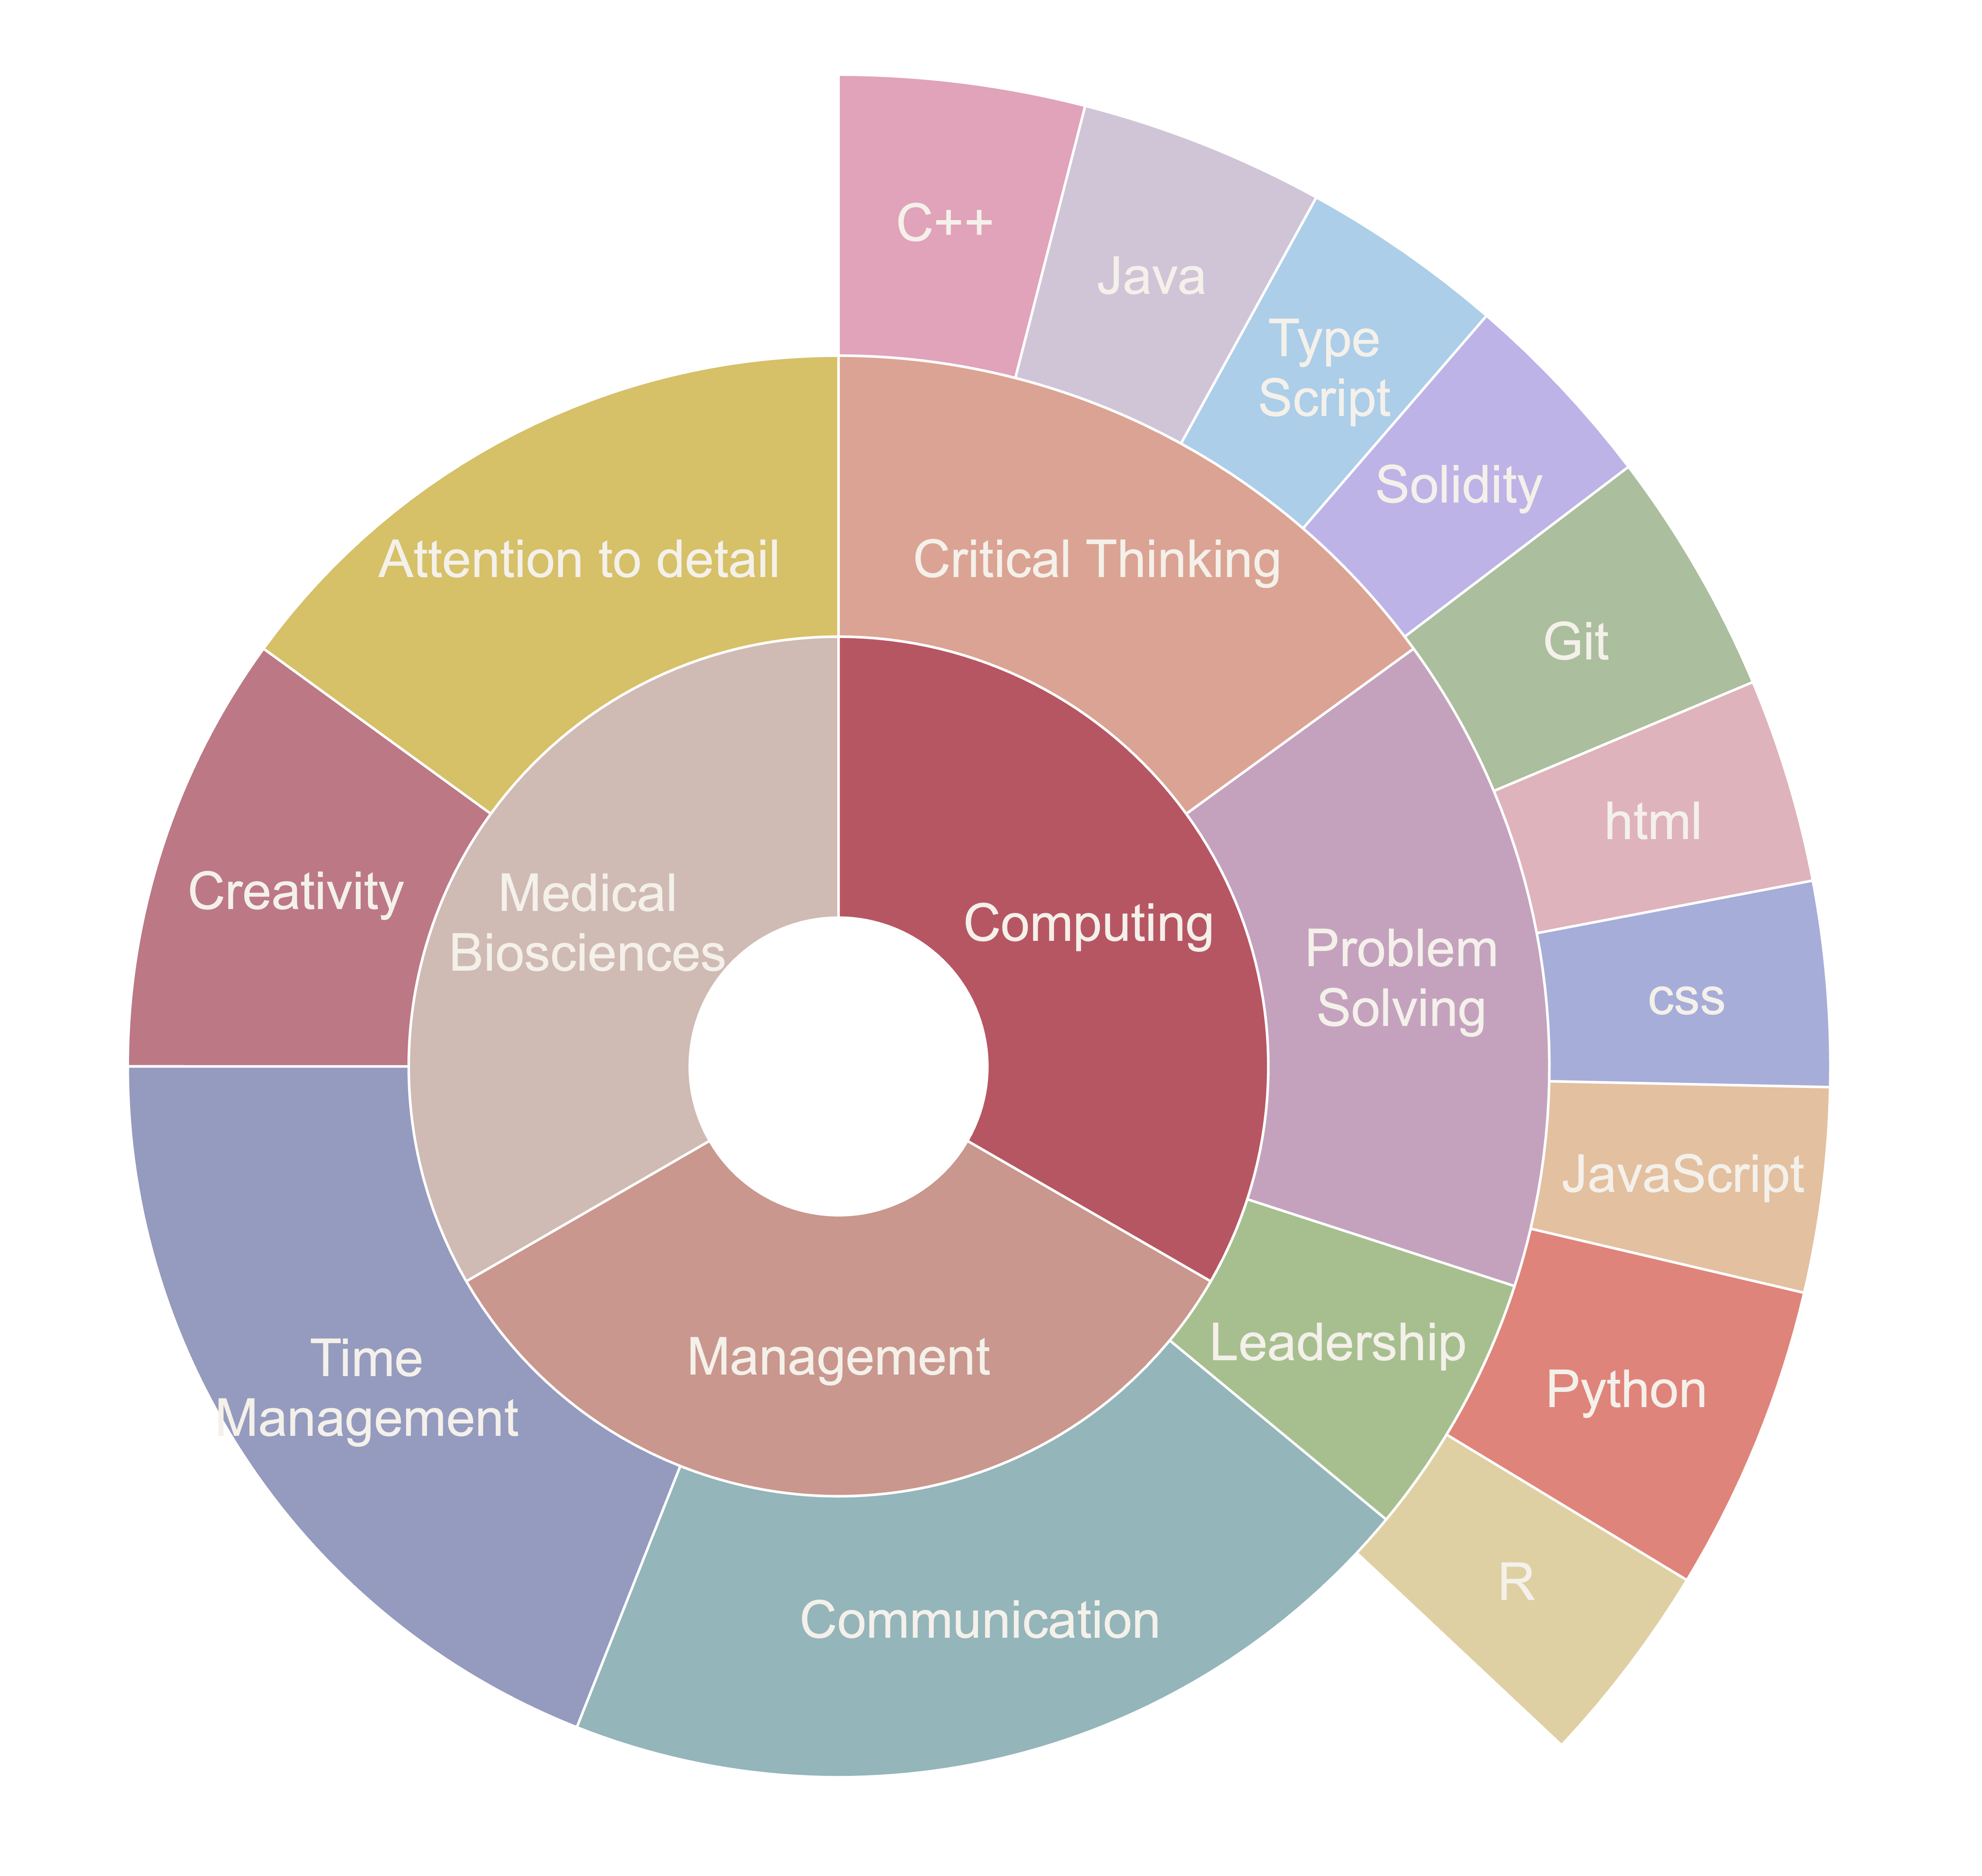 C++
Java
Type
Script
Solidity
Attention to detail
Critical Thinking
Git
html
Creativity
Medical
Biosciences
Computing
Problem
Solving
css
JavaScript
Time
Management
Management
Leadership
Python
R
Communication